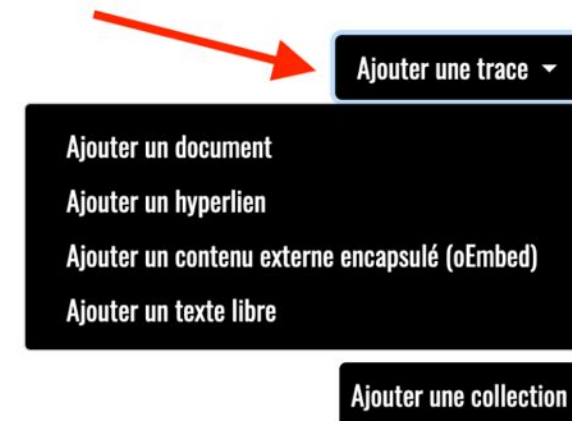 Ajouter une trace
Ajouter un document
Ajouter un hyperlien
Ajouter un contenu externe encapsulé (oEmbed)
Ajouter un texte libre
Ajouter une collection